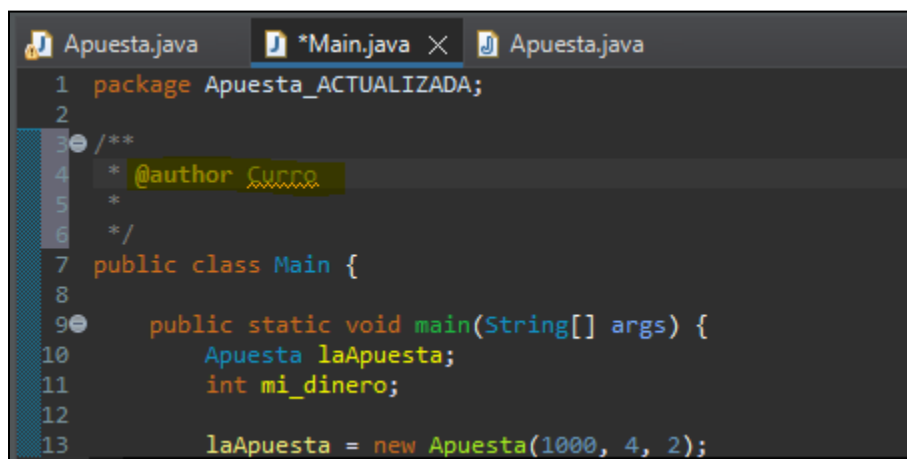 Apuesta.java *Main.java Apuesta.java
1 package Apuesta_ACTUALIZADA;
2
3 /**
4 * @author Curro
5 *
6 */
7 public class Main {
8
9 public static void main(String[] args) {
10 Apuesta laApuesta;
11 int mi_dinero;
12
13 laApuesta = new Apuesta(1000, 4, 2);